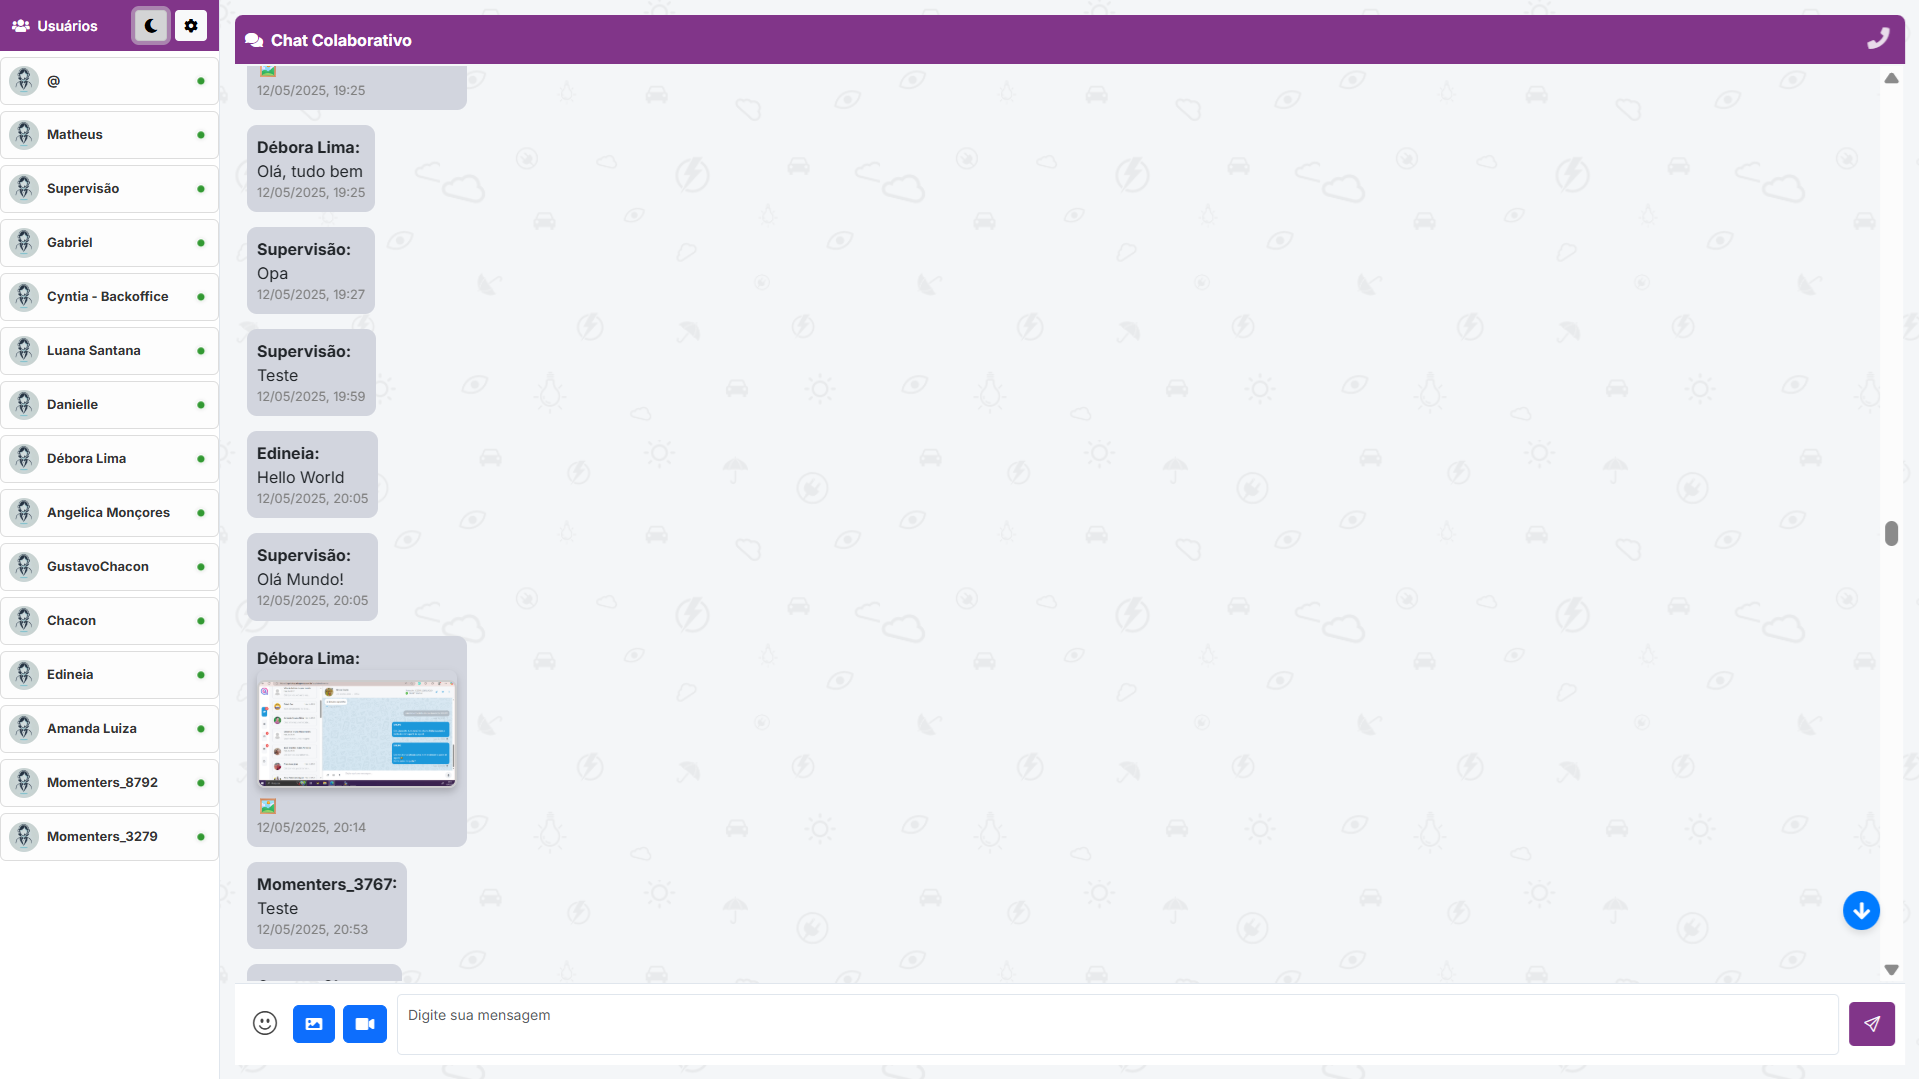 Usuários
@
Matheus
Supervisão
Gabriel
Cyntia - Backoffice
Luana Santana
Danielle
Débora Lima
Angelica Monçores
GustavoChacon
Chacon
Edineia
Amanda Luiza
Momenters_8792
Momenters_3279
Chat Colaborativo
12/05/2025, 19:25
Débora Lima:
Olá, tudo bem
12/05/2025, 19:25
Supervisão:
Opa
12/05/2025, 19:27
Supervisão:
Teste
12/05/2025, 19:59
Edineia:
Hello World
12/05/2025, 20:05
Supervisão:
Olá Mundo!
12/05/2025, 20:05
Débora Lima:
12/05/2025, 20:14
Momenters_3767:
Teste
12/05/2025, 20:53
Digite sua mensagem